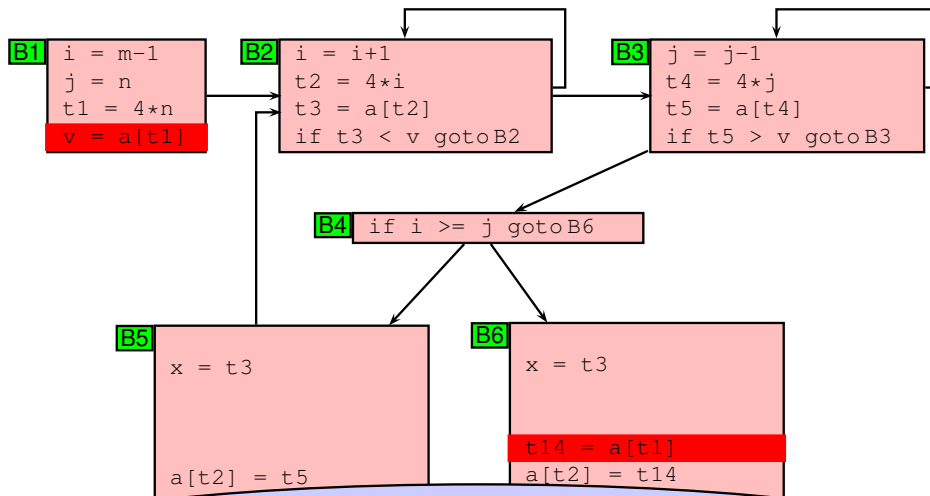 B1
i = m-1
j = n
t1 = 4*n
v = a[t1]
B2
i = i+1
t2 = 4*i
t3 = a[t2]
if t3 < v goto B2
B3
j = j-1
t4 = 4*j
t5 = a[t4]
if t5 > v goto B3
B4
if i >= j goto B6
B5
x = t3
a[t2] = t5
B6
x = t3
t14 = a[t1]
a[t2] = t14